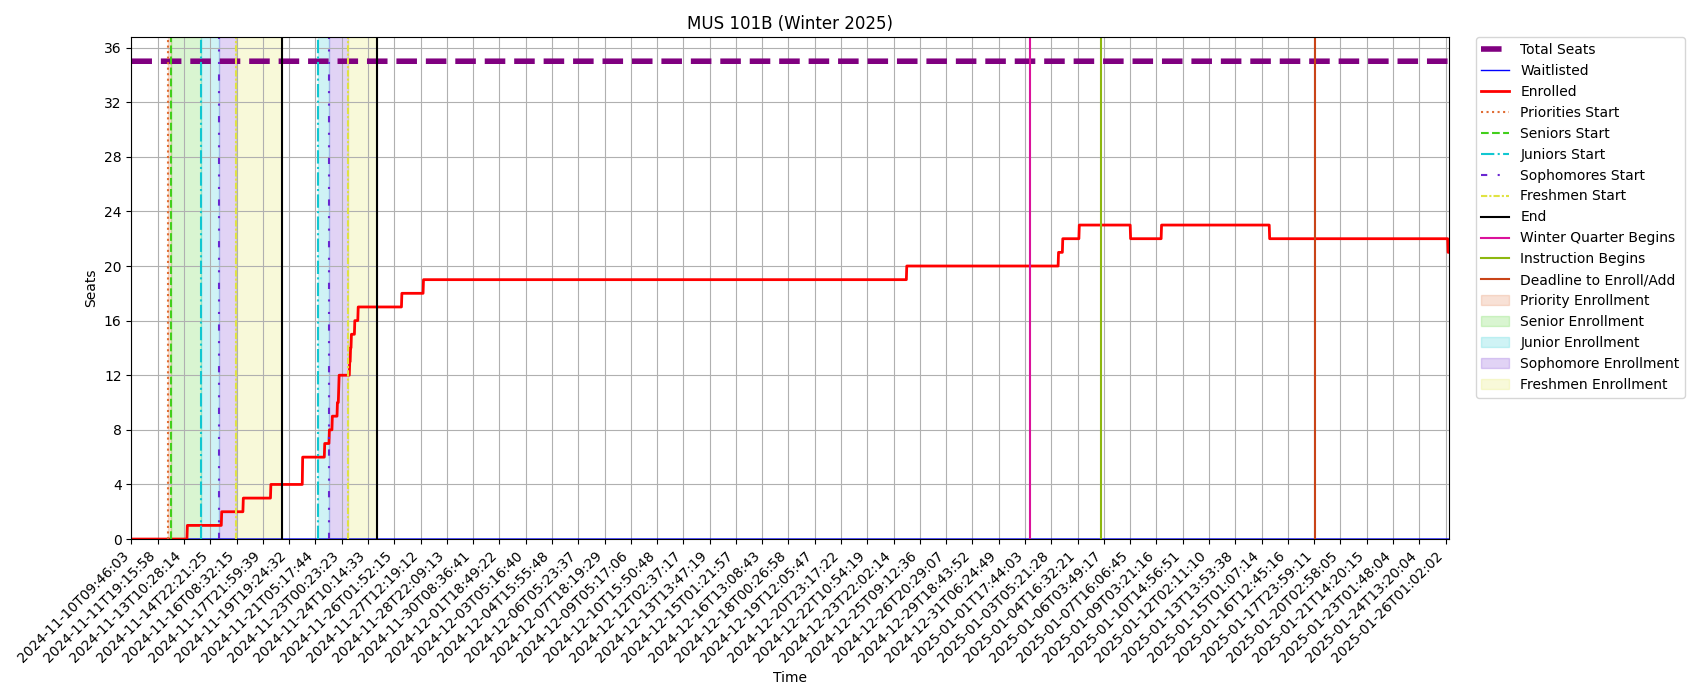 MUS 101B (Winter 2025)
Seats
36
32
28
24
20
16
12
8
4
0
2024-11-10T09:46:03
2024-11-11T19:15:58
2024-11-13T10:28:14
2024-11-14T22:21:25
2024-11-16T08:32:15
2024-11-17T21:59:39
2024-11-19T19:24:32
2024-11-21T05:17:44
2024-11-23T00:23:23
2024-11-24T10:14:33
2024-11-26T01:52:15
2024-11-27T12:19:12
2024-11-28T22:09:13
2024-11-30T08:36:41
2024-12-01T18:49:22
2024-12-03T05:16:40
2024-12-04T15:55:48
2024-12-06T05:23:37
2024-12-07T18:19:29
2024-12-09T05:17:06
2024-12-10T15:50:48
2024-12-12T02:37:17
2024-12-13T13:47:19
2024-12-15T01:21:57
2024-12-16T13:08:43
2024-12-18T00:26:58
2024-12-19T12:05:47
2024-12-20T23:17:22
2024-12-22T10:54:19
2024-12-23T22:02:14
2024-12-25T09:12:36
2024-12-26T20:29:07
2024-12-29T18:43:52
2024-12-31T06:24:49
2025-01-01T17:44:03
2025-01-03T05:21:28
2025-01-04T16:32:21
2025-01-06T03:49:17
2025-01-07T16:06:45
2025-01-09T03:21:16
2025-01-10T14:56:51
2025-01-12T02:11:10
2025-01-13T13:53:38
2025-01-15T01:07:14
2025-01-16T12:45:16
2025-01-17T23:59:11
2025-01-20T02:58:05
2025-01-21T14:20:15
2025-01-23T01:48:04
2025-01-24T13:20:04
2025-01-26T01:02:02
Time
Total Seats
Waitlisted
Enrolled
Priorities Start
Seniors Start
Juniors Start
Sophomores Start
Freshmen Start
End
Winter Quarter Begins
Instruction Begins
Deadline to Enroll/Add
Priority Enrollment
Senior Enrollment
Junior Enrollment
Sophomore Enrollment
Freshmen Enrollment